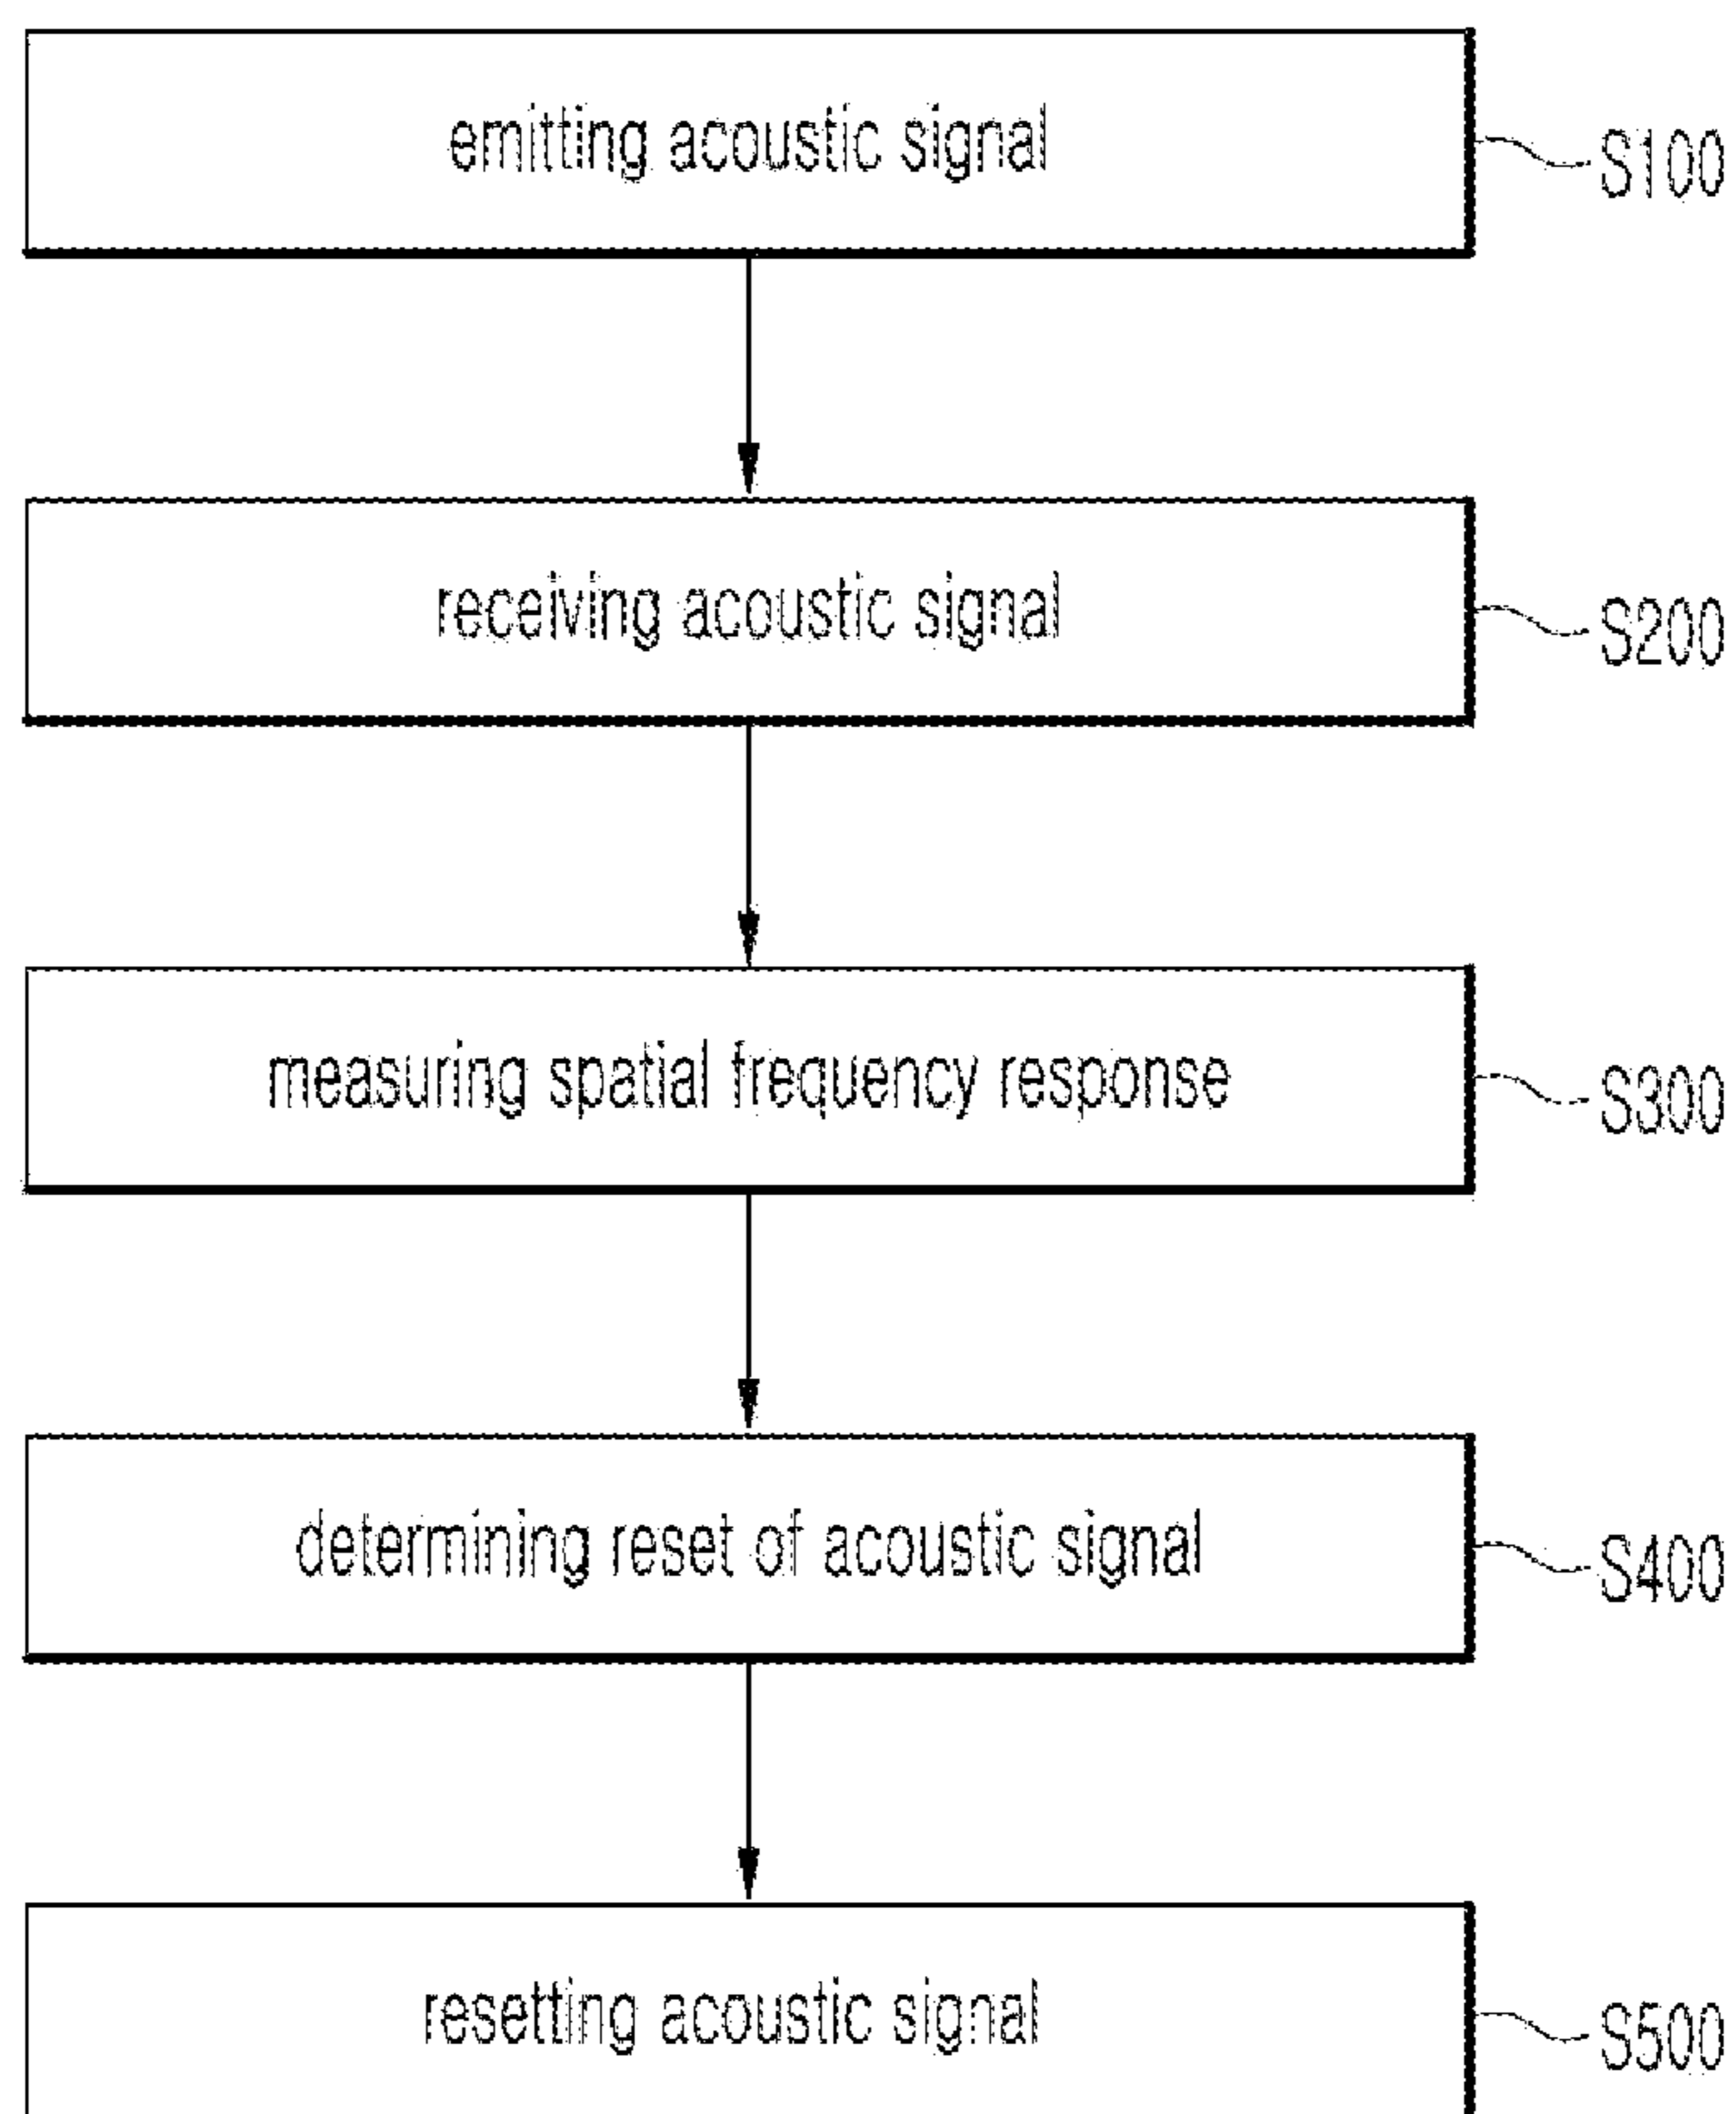 emitting acoustic signal
S100
receiving acoustic signal
S200
measuring spatial frequency response
S300
determining reset of acoustic signal
S400
resetting acoustic signal
S500